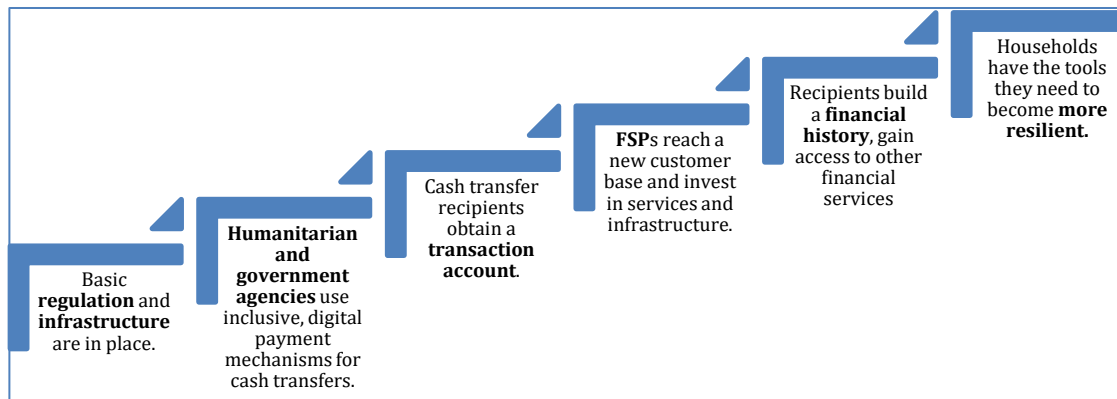 Basic
regulation and
infrastructure
are in place.
Humanitarian
and
government
agencies use
inclusive, digital
payment
mechanisms for
cash transfers.
Cash transfer
recipients
obtain a
transaction
account.
FSPs reach a
new customer
base and invest
in services and
infrastructure.
Recipients build
a financial
history, gain
access to other
financial
services
Households
have the tools
they need to
become more
resilient.